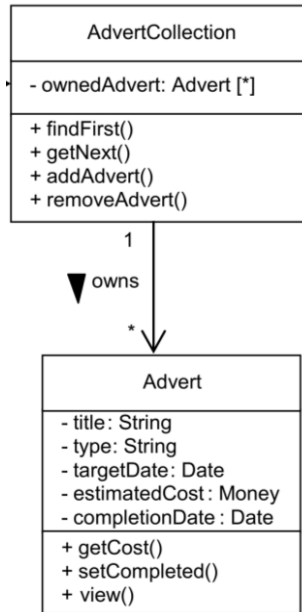 AdvertCollection
- ownedAdvert: Advert [*]
+ findFirst()
+ getNext()
+ addAdvert()
+ removeAdvert()
1
owns
*
Advert
- title: String
- type: String
- targetDate: Date
- estimatedCost: Money
- completionDate: Date
+ getCost()
+ setCompleted()
+ view()